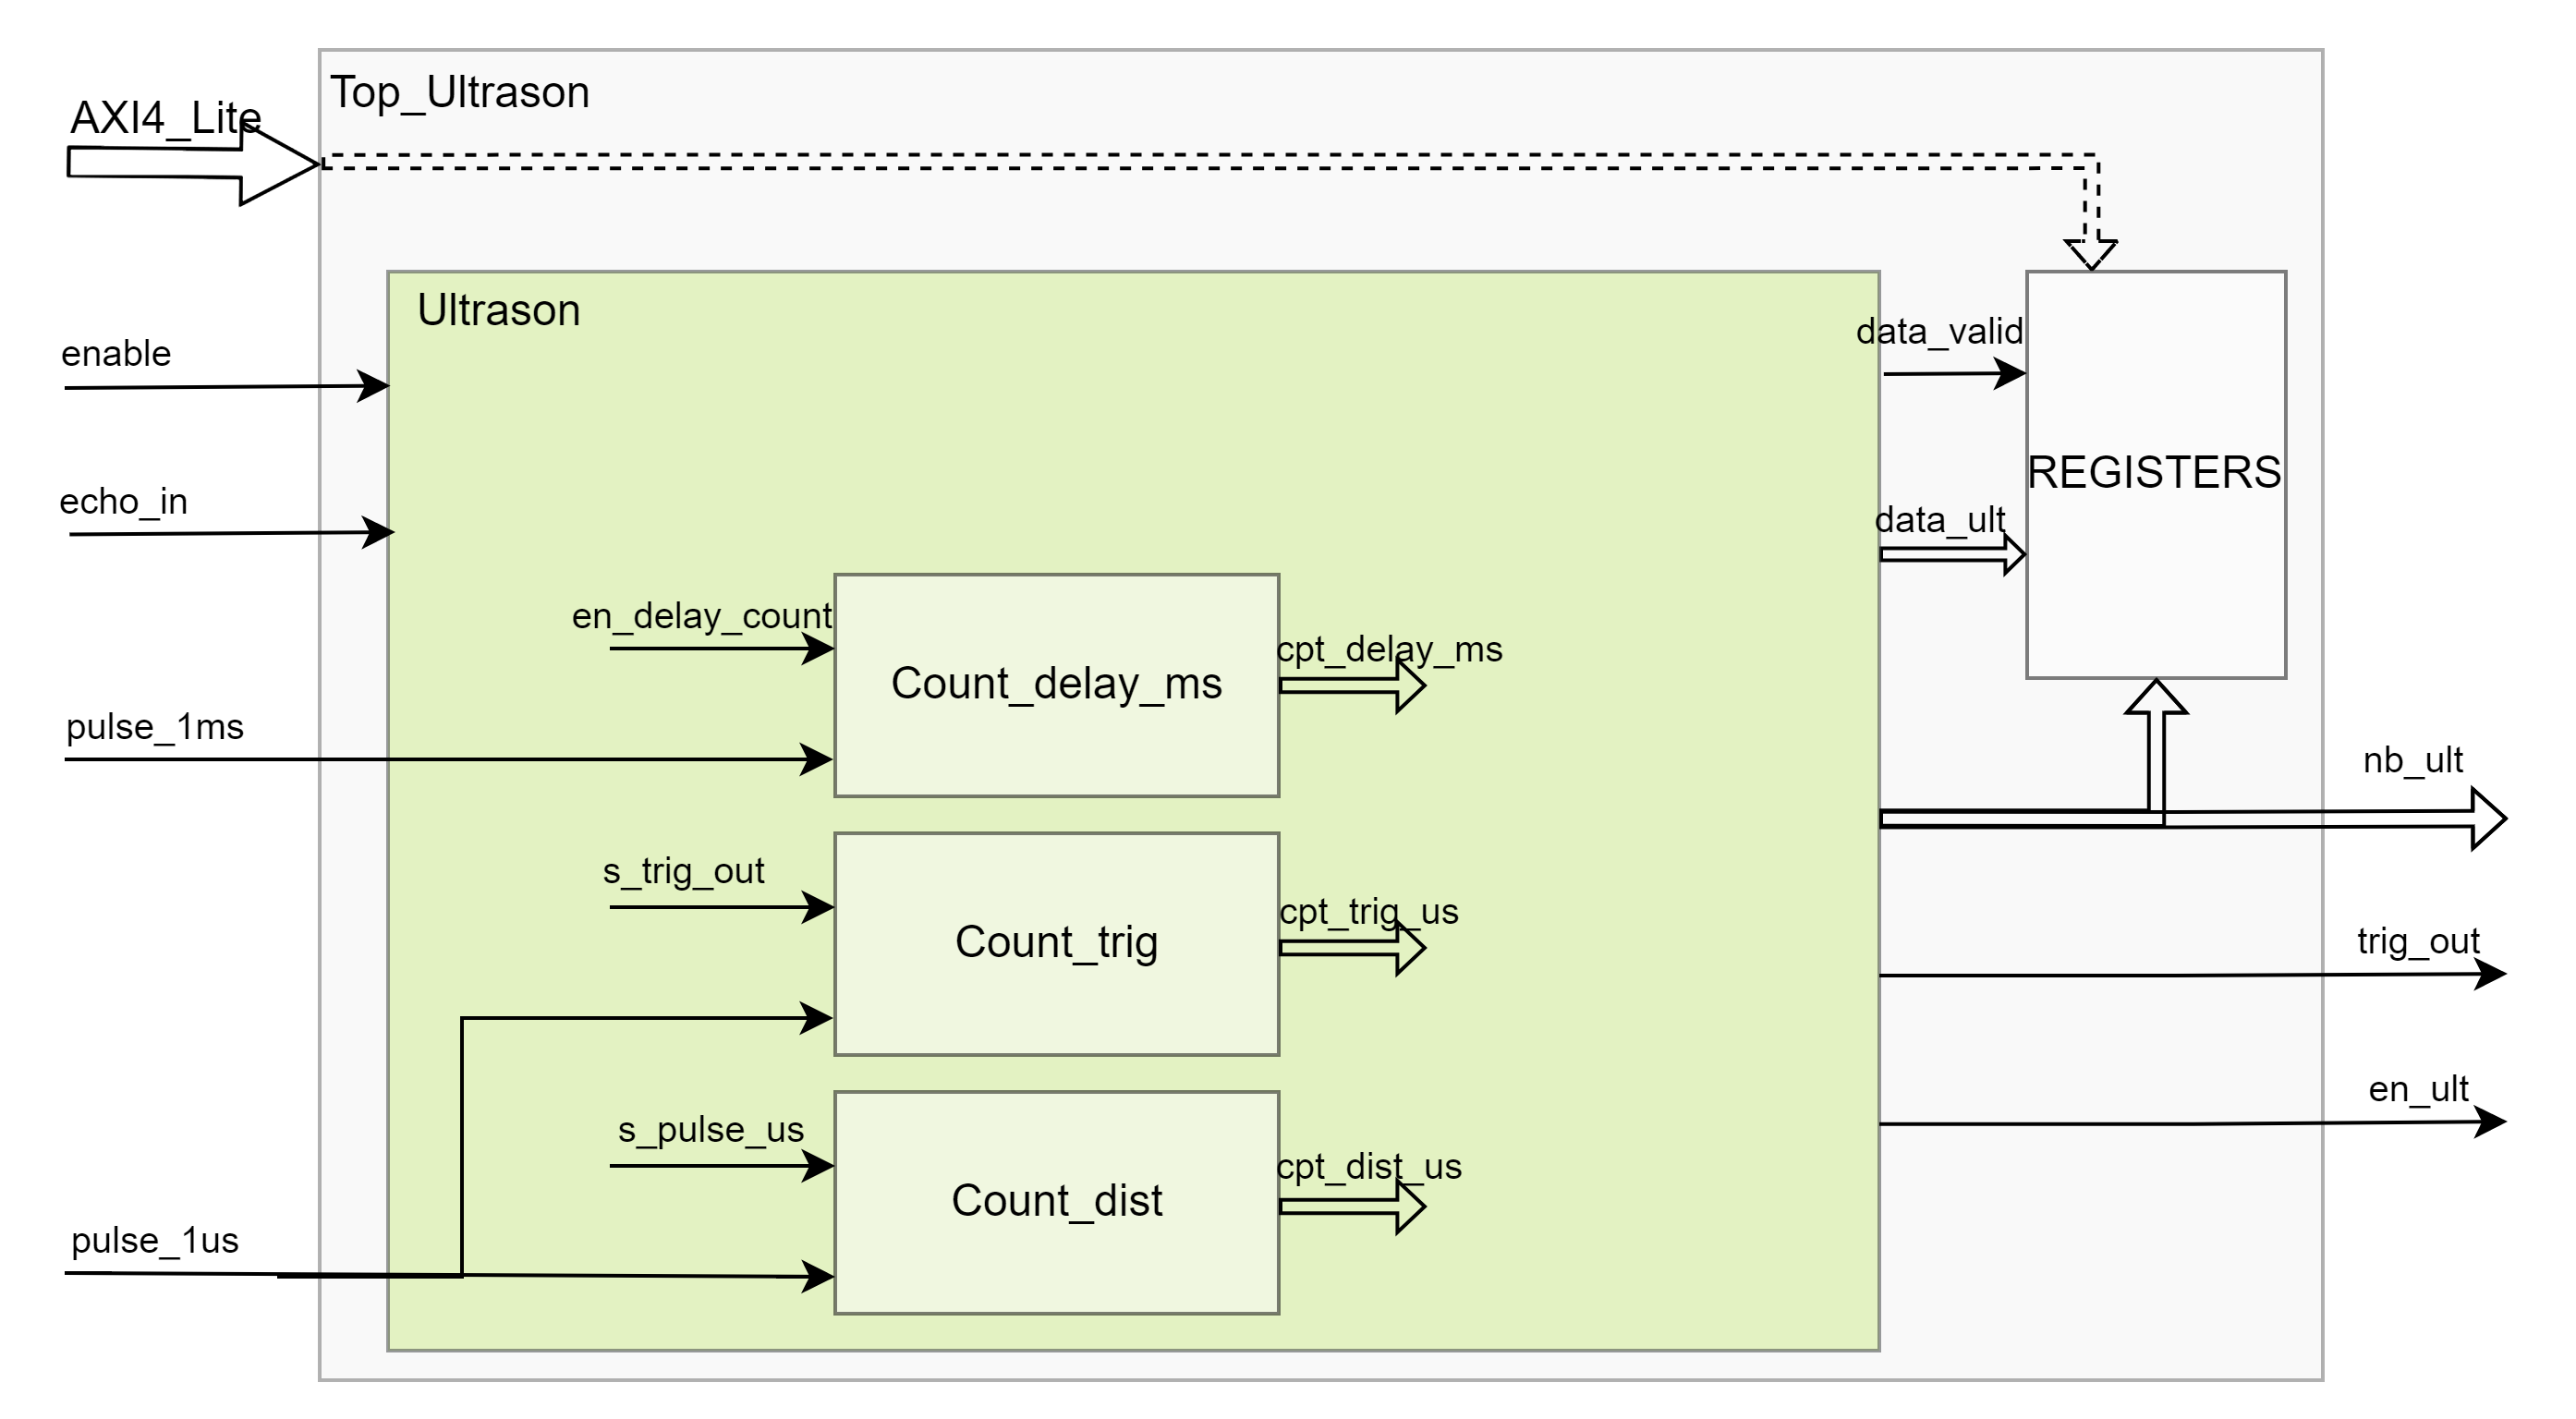 AXI4_Lite
Top_Ultrason
Ultrason
enable
data_valid
echo_in
REGISTERS
data_ult
en_delay_count
cpt_delay_ms
Count_delay_ms
pulse_1ms
nb_ult
s_trig_out
cpt_trig_us
Count_trig
trig_out
s_pulse_us
cpt_dist_us
Count_dist
en_ult
pulse_1us